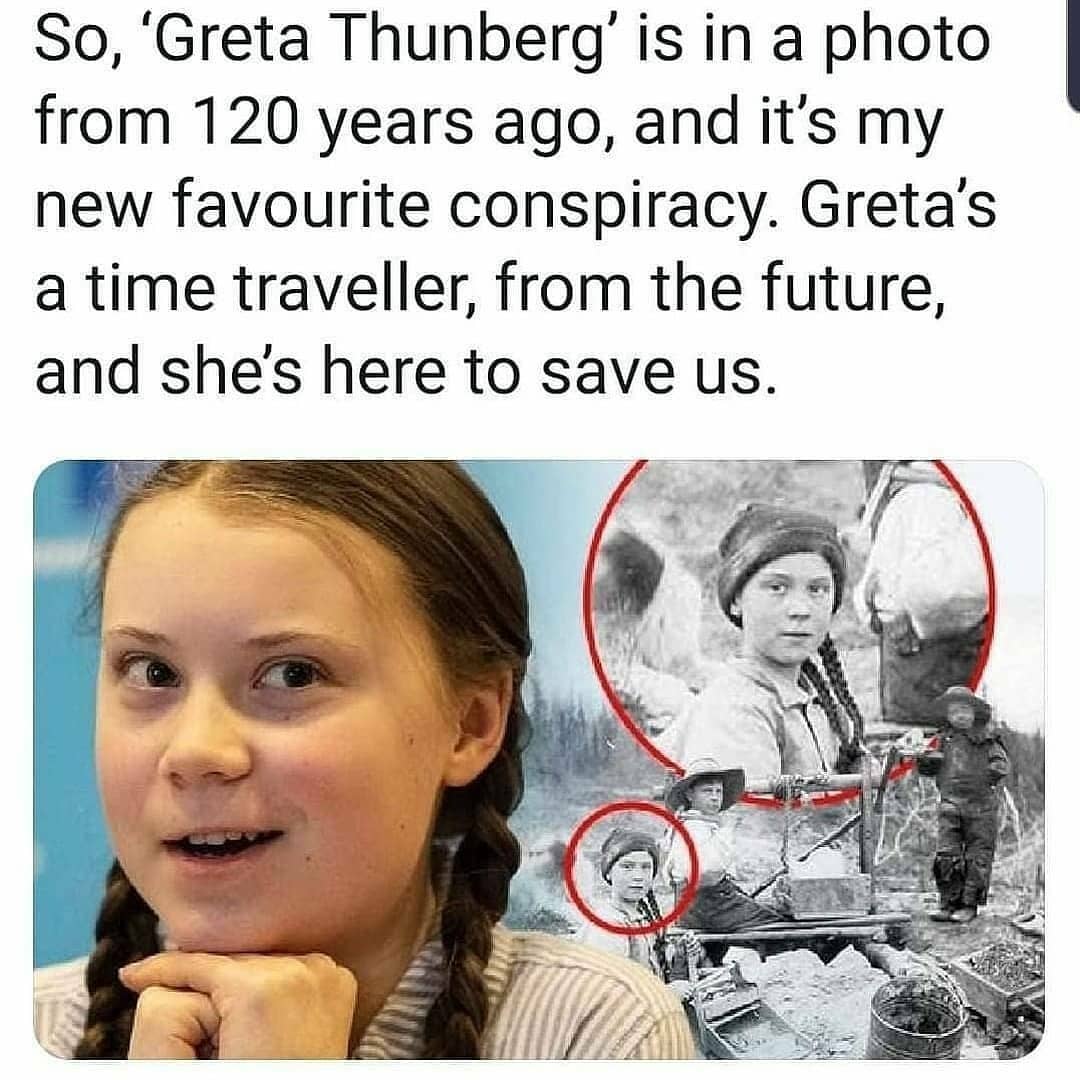 So, ‘Greta Thunberg’ is in a photo
from 120 years ago, and it’s my
new favourite conspiracy. Greta’s
a time traveller, from the future,
and she’s here to save us.